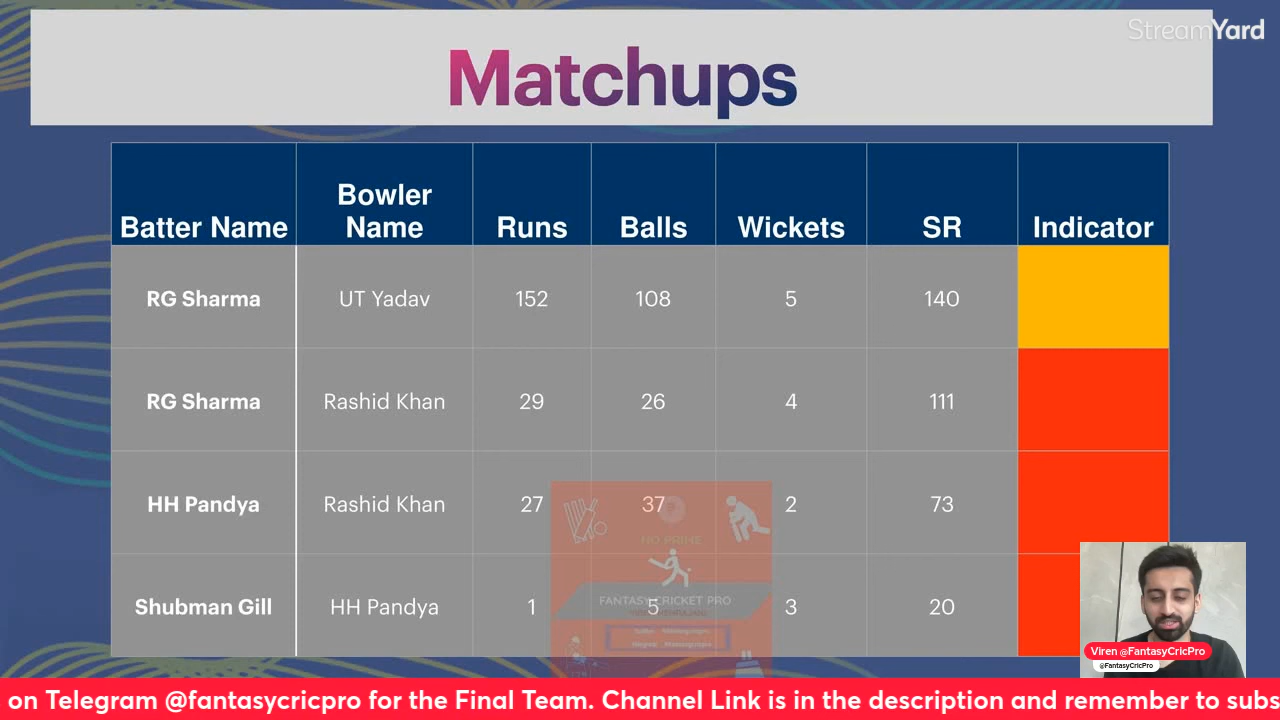 StreamYard
Matchups
Batter Name Bowler Name Runs Balls Wickets SR Indicator
RG Sharma UT Yadav 152 108 5 140
RG Sharma Rashid Khan 29 26 4 111
HH Pandya Rashid Khan 27 37 2 73
NO PRIME
FANTASY CRICKET PRO
Shubman Gill HH Pandya 1 5 3 20
Viren @FantasyCricPro
@FantasyCricPro
on Telegram @fantasycricpro for the Final Team. Channel Link is in the description and remember to subs